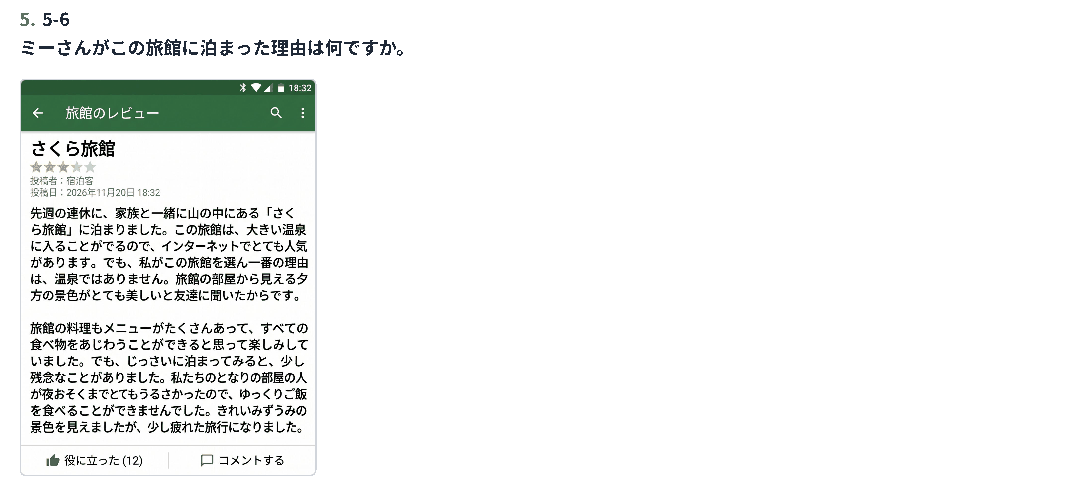 5. 5-6
ミーさんがこの旅館に泊まった理由は何ですか。
18:32
旅館のレビュー
さくら旅館
投稿者：宿泊客
投稿日：2026年11月20日 18:32
先週の連休に、家族と一緒に山の中にある「さく
ら旅館」に泊まりました。この旅館は、大きい温泉
に入ることがでるので、インターネットでとても人気
があります。でも、私がこの旅館を選ん一番の理由
は、温泉ではありません。旅館の部屋から見える夕
方の景色がとても美しいと友達に聞いたからです。
旅館の料理もメニューがたくさんあって、すべての
食べ物をあじわうことができると思って楽しみして
いました。でも、じっさいに泊まってみると、少し
残念なことがありました。私たちのとなりの部屋の人
が夜おそくまでとてもうるさかったので、ゆっくりご飯
を食べることができませんでした。きれいみずうみの
景色を見えましたが、少し疲れた旅行になりました。
役に立った (12)
コメントする